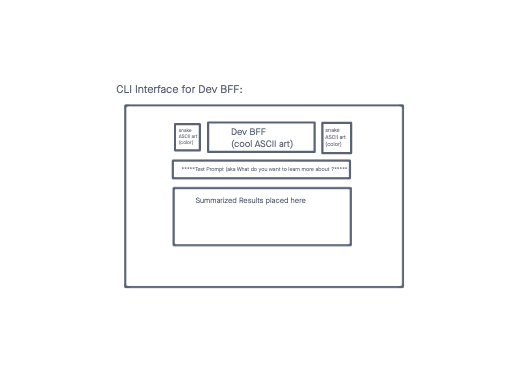 CLI Interface for Dev BFF:
snake
ASCII art
(color)
Dev BFF
(cool ASCII art)
snake
ASCII art
(color)
*****Text Prompt (aka What do you want to learn more about ?*****
Summarized Results placed here